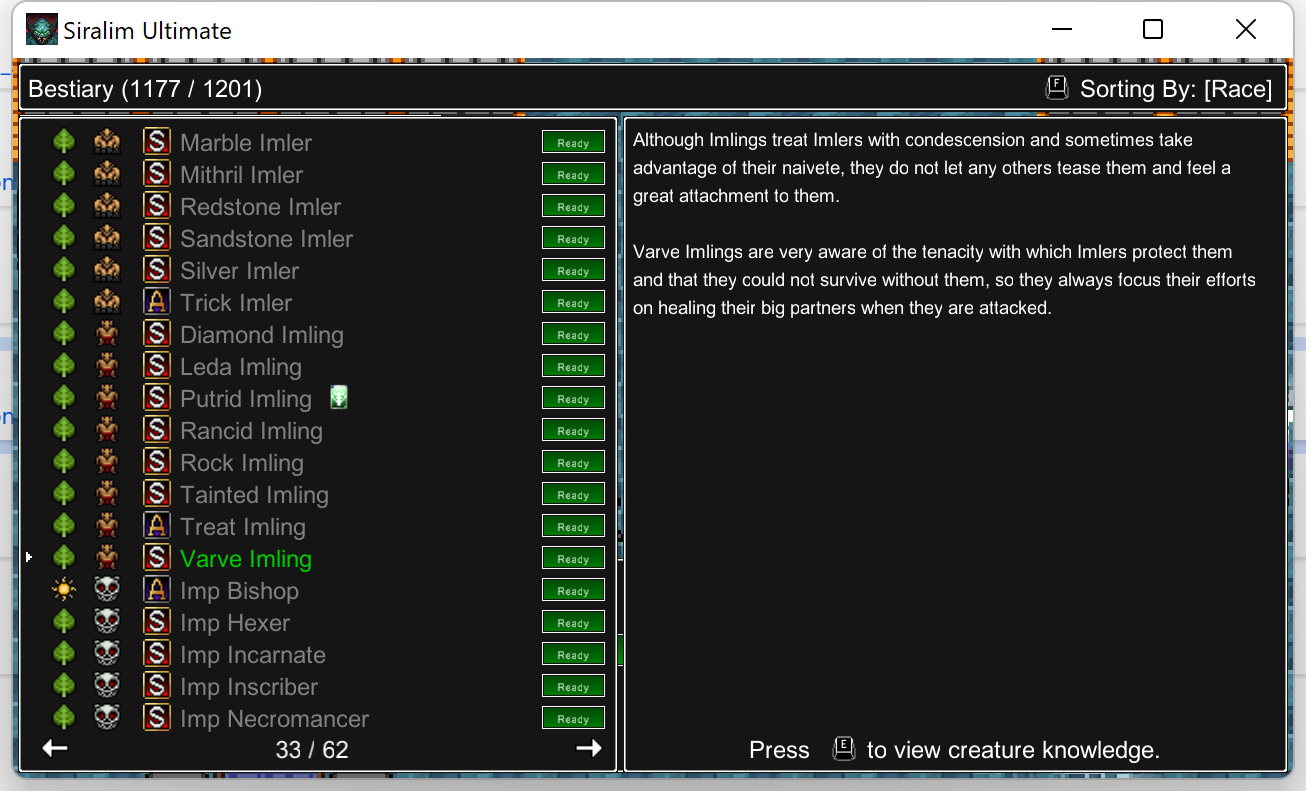 Siralim Ultimate
Bestiary (1177 / 1201)
F Sorting By: [Race]
S Marble Imler Ready
S Mithril Imler Ready
S Redstone Imler Ready
S Sandstone Imler Ready
S Silver Imler Ready
A Trick Imler Ready
S Diamond Imling Ready
S Leda Imling Ready
S Putrid Imling Ready
S Rancid Imling Ready
S Rock Imling Ready
S Tainted Imling Ready
A Treat Imling Ready
S Varve Imling Ready
A Imp Bishop Ready
S Imp Hexer Ready
S Imp Incarnate Ready
S Imp Inscriber Ready
S Imp Necromancer Ready
33 / 62
Although Imlings treat Imlers with condescension and sometimes take
advantage of their naivete, they do not let any others tease them and feel a
great attachment to them.
Varve Imlings are very aware of the tenacity with which Imlers protect them
and that they could not survive without them, so they always focus their efforts
on healing their big partners when they are attacked.
Press E to view creature knowledge.
on
on